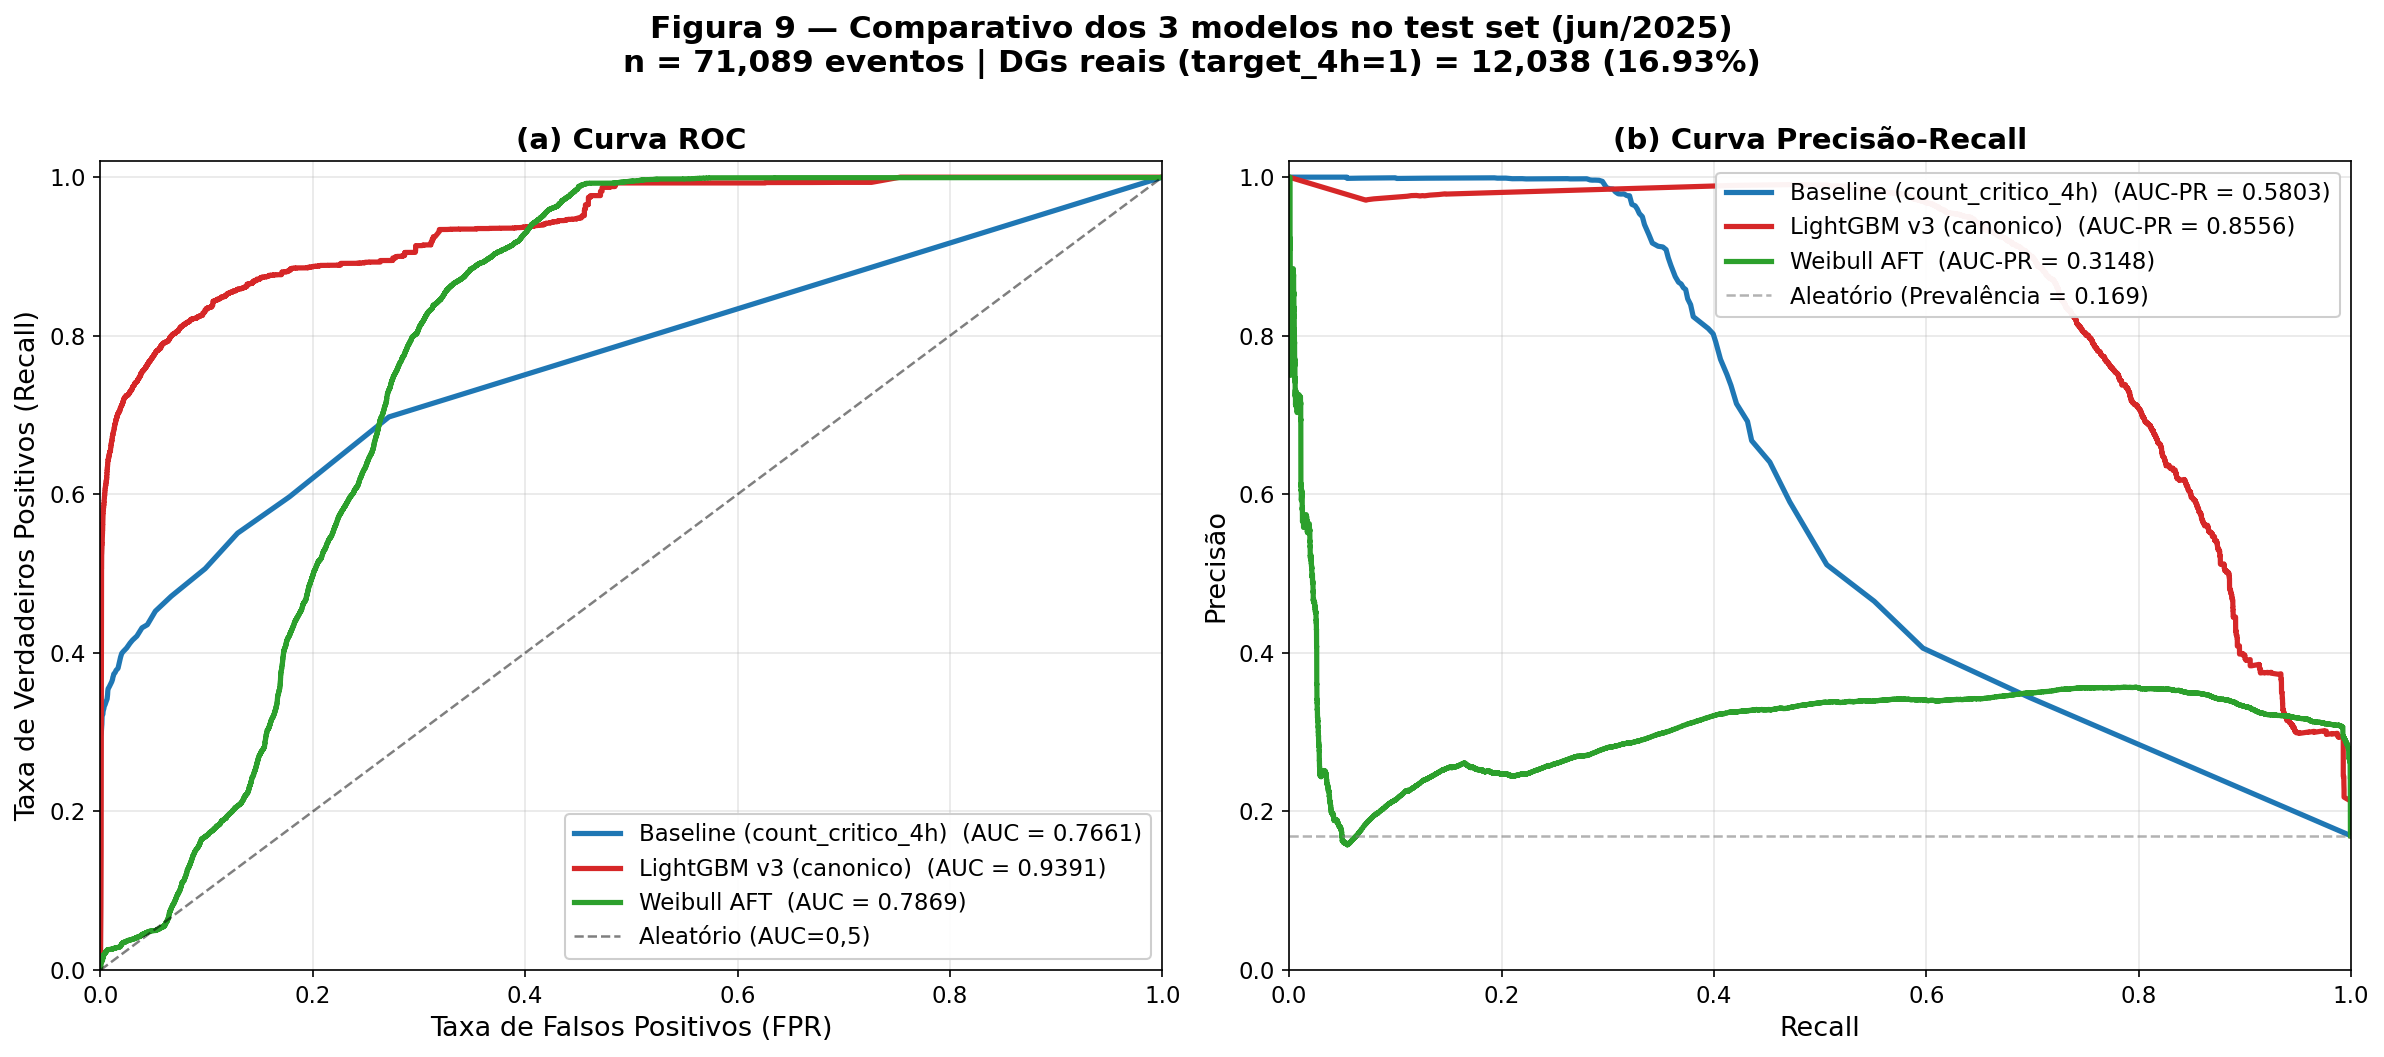 Figura 9 — Comparativo dos 3 modelos no test set (jun/2025)
n = 71,089 eventos | DGs reais (target_4h=1) = 12,038 (16.93%)
(a) Curva ROC
Taxa de Verdadeiros Positivos (Recall)
1.0
0.8
0.6
0.4
0.2
0.0
Baseline (count_critico_4h)  (AUC = 0.7661)
LightGBM v3 (canonico)  (AUC = 0.9391)
Weibull AFT  (AUC = 0.7869)
Aleatório (AUC=0,5)
0.0 0.2 0.4 0.6 0.8 1.0
Taxa de Falsos Positivos (FPR)
(b) Curva Precisão-Recall
Precisão
1.0
0.8
0.6
0.4
0.2
0.0
Baseline (count_critico_4h)  (AUC-PR = 0.5803)
LightGBM v3 (canonico)  (AUC-PR = 0.8556)
Weibull AFT  (AUC-PR = 0.3148)
Aleatório (Prevalência = 0.169)
0.0 0.2 0.4 0.6 0.8 1.0
Recall